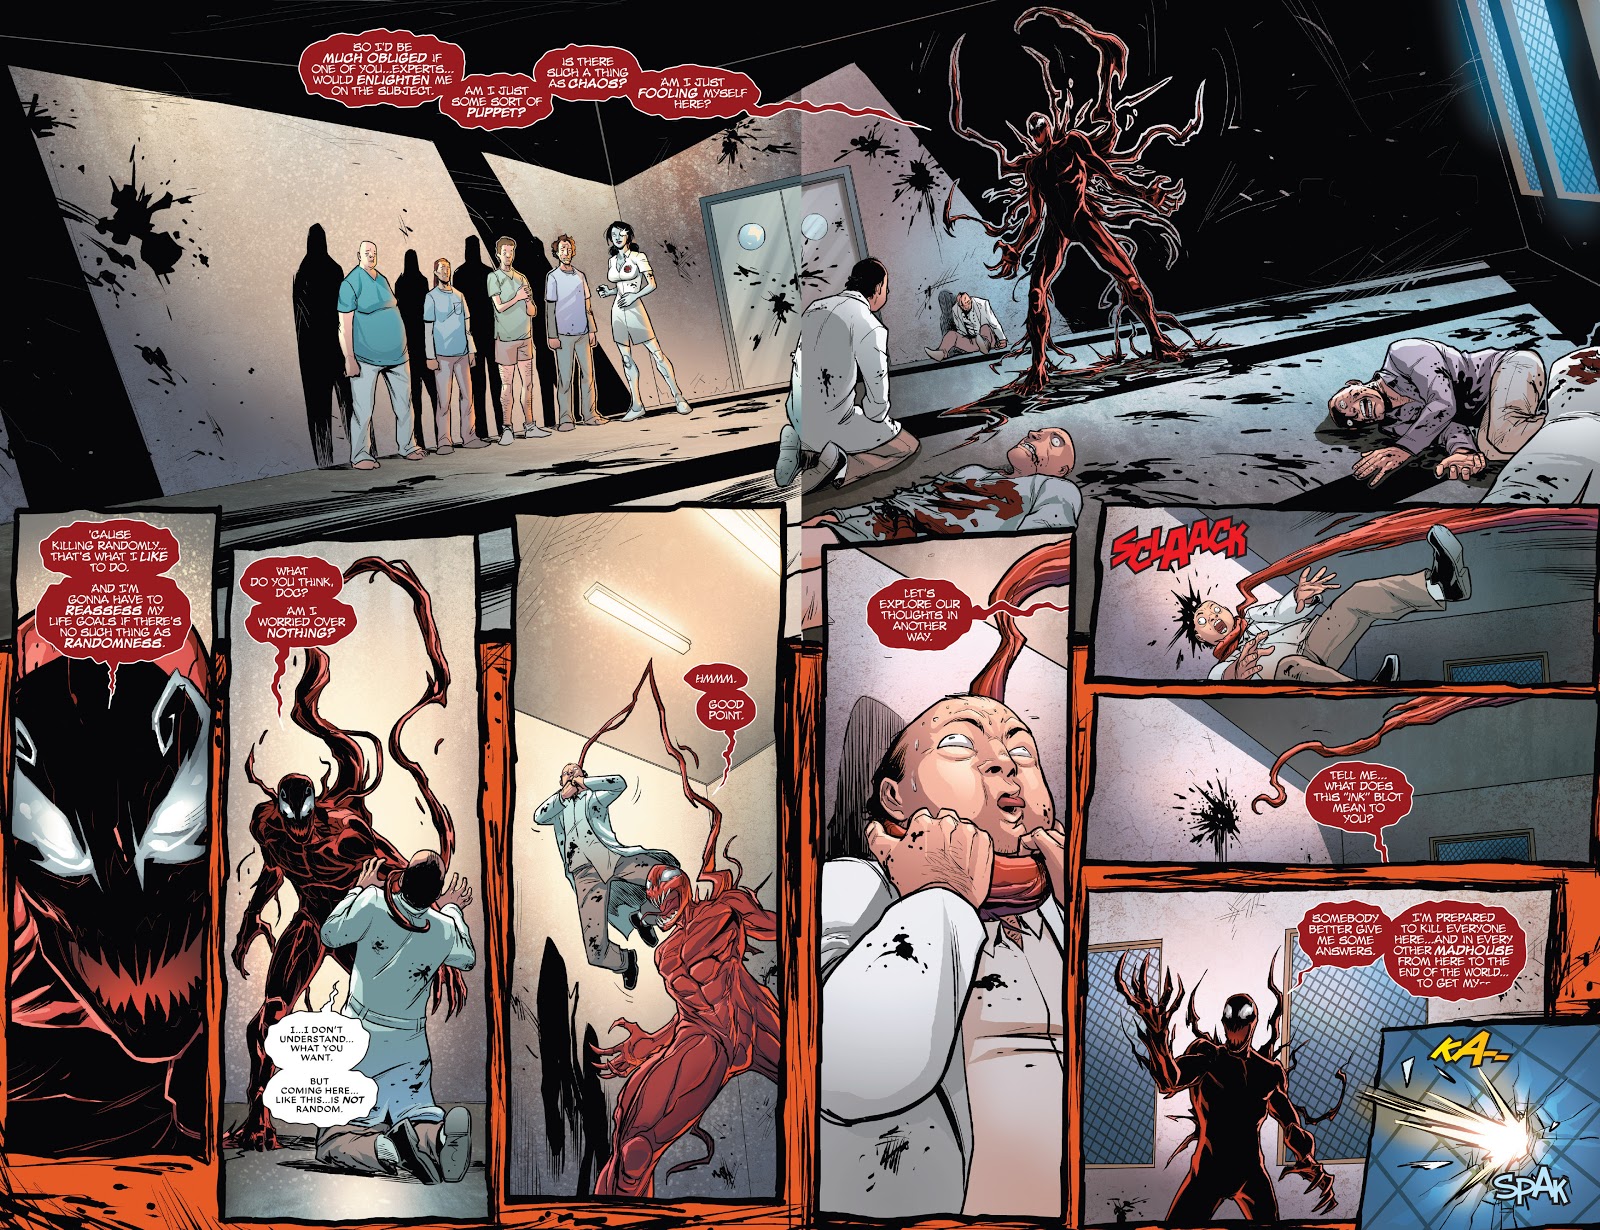 SO I'D BE
MUCH OBLIGED IF
ONE OF YOU...EXPERTS...
WOULD ENLIGHTEN ME
ON THE SUBJECT.
AM I JUST
SOME SORT OF
PUPPET?
IS THERE
SUCH A THING
AS CHAOS?
AM I JUST
FOOLING MYSELF
HERE?
'CAUSE
KILLING RANDOMLY...
THAT'S WHAT I LIKE
TO DO.
AND I'M
GONNA HAVE TO
REASSESS MY
LIFE GOALS IF THERE'S
NO SUCH THING AS
RANDOMNESS.
WHAT
DO YOU THINK,
DOC?
AM I
WORRIED OVER
NOTHING?
I...I DON'T
UNDERSTAND...
WHAT YOU
WANT.
BUT
COMING HERE...
LIKE THIS...IS NOT
RANDOM.
HMMM.
GOOD
POINT.
LET'S
EXPLORE OUR
THOUGHTS IN
ANOTHER
WAY.
SCLAAACK
TELL ME...
WHAT DOES
THIS "INK" BLOT
MEAN TO
YOU?
SOMEBODY
BETTER GIVE
ME SOME
ANSWERS.
I'M PREPARED
TO KILL EVERYONE
HERE...AND IN EVERY
OTHER MADHOUSE
FROM HERE TO THE
END OF THE WORLD...
TO GET MY--
KA--
SPAK